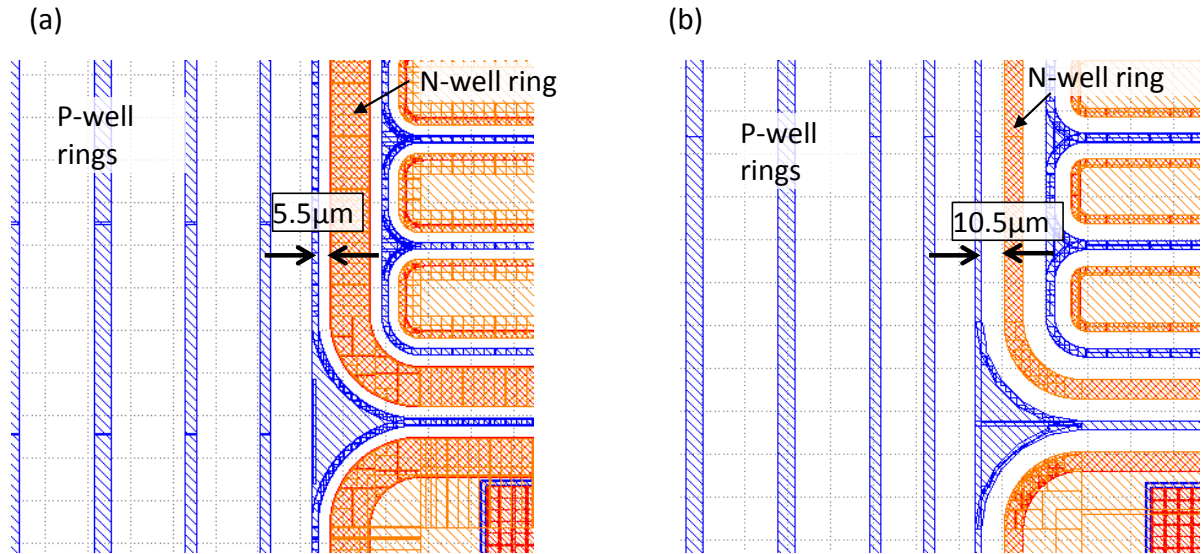 (a)
N-well ring
P-well
rings
5.5μm
(b)
N-well ring
P-well
rings
10.5μm